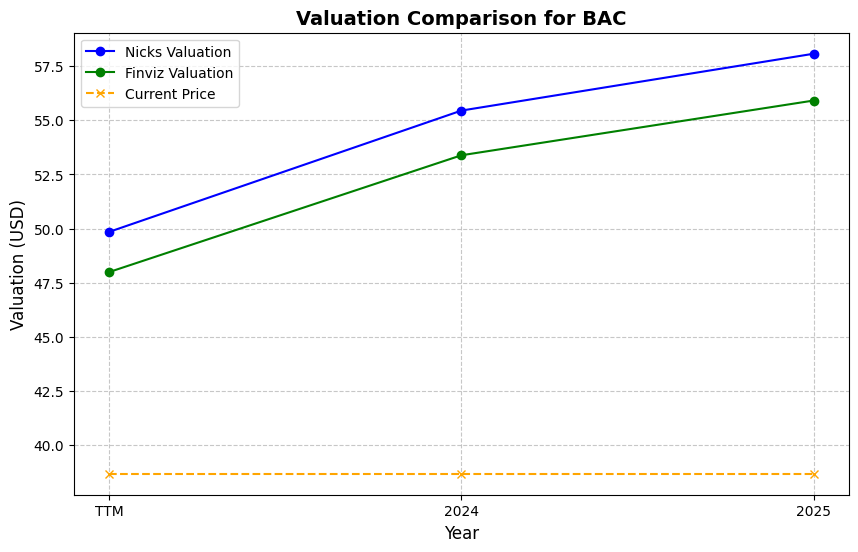 Valuation Comparison for BAC
Nicks Valuation
Finviz Valuation
Current Price
Valuation (USD)
57.5
55.0
52.5
50.0
47.5
45.0
42.5
40.0
TTM
2024
2025
Year